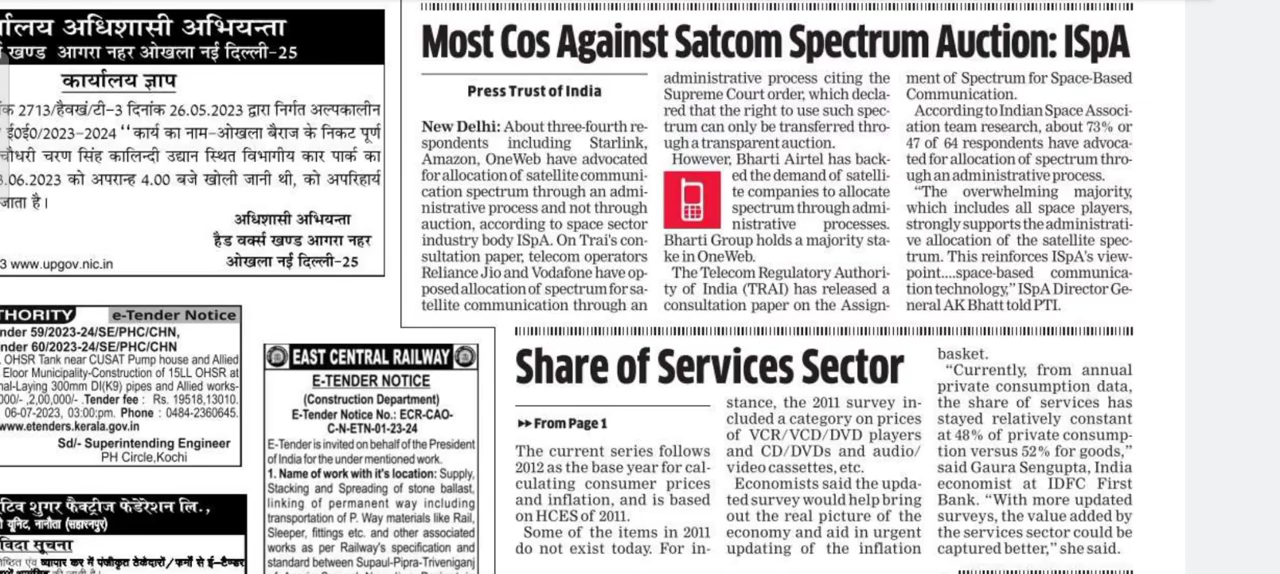 र्यालय अधिशासी अभियन्ता
खण्ड आगरा नहर ओखला नई दिल्ली-25
कार्यालय ज्ञाप
2713/हैवखं/टी-3 दिनांक 26.05.2023 द्वारा निर्गत अल्पकालीन
ई0ई0/2023-2024 "कार्य का नाम-ओखला बैराज के निकट पूर्ण
चौधरी चरण सिंह कालिन्दी उद्यान स्थित विभागीय कार पार्क का
.06.2023 को अपरान्ह 4.00 बजे खोली जानी थी, को अपरिहार्य
जाता है।
अधिशासी अभियन्ता
हैड वर्क्स खण्ड आगरा नहर
ओखला नई दिल्ली-25
3 www.upgov.nic.in
THORITY e-Tender Notice
nder 59/2023-24/SE/PHC/CHN,
nder 60/2023-24/SE/PHC/CHN
OHSR Tank near CUSAT Pump house and Allied
Eloor Municipality-Construction of 15LL OHSR at
nal-Laying 300mm DI(K9) pipes and Allied works-
000/- ,2,00,000/- .Tender fee : Rs. 19518,13010.
06-07-2023, 03:00:pm. Phone : 0484-2360645.
www.etenders.kerala.gov.in
Sd/- Superintending Engineer
PH Circle,Kochi
टिव शुगर फैक्ट्रीज फेडरेशन लि.,
यूनिट, नानौता (सहारनपुर)
विदा सूचना
एवं व्यापार कर में पंजीकृत ठेकेदारों/फर्मों से ई-टैण्डर
EAST CENTRAL RAILWAY
E-TENDER NOTICE
(Construction Department)
E-Tender Notice No.: ECR-CAO-
C-N-ETN-01-23-24
E-Tender is invited on behalf of the President
of India for the under mentioned work.
1. Name of work with it's location: Supply,
Stacking and Spreading of stone ballast,
linking of permanent way including
transportation of P. Way materials like Rail,
Sleeper, fittings etc. and other associated
works as per Railway's specification and
standard between Supaul-Pipra-Triveniganj
Most Cos Against Satcom Spectrum Auction: ISpA
Press Trust of India
New Delhi: About three-fourth re-
spondents including Starlink,
Amazon, OneWeb have advocated
for allocation of satellite communi-
cation spectrum through an admi-
nistrative process and not through
auction, according to space sector
industry body ISpA. On Trai's con-
sultation paper, telecom operators
Reliance Jio and Vodafone have op-
posed allocation of spectrum for sa-
tellite communication through an
administrative process citing the
Supreme Court order, which decla-
red that the right to use such spec-
trum can only be transferred thro-
ugh a transparent auction.
However, Bharti Airtel has back-
ed the demand of satelli-
te companies to allocate
spectrum through admi-
nistrative processes.
Bharti Group holds a majority sta-
ke in OneWeb.
The Telecom Regulatory Authori-
ty of India (TRAI) has released a
consultation paper on the Assign-
ment of Spectrum for Space-Based
Communication.
According to Indian Space Associ-
ation team research, about 73% or
47 of 64 respondents have advoca-
ted for allocation of spectrum thro-
ugh an administrative process.
"The overwhelming majority,
which includes all space players,
strongly supports the administrati-
ve allocation of the satellite spec-
trum. This reinforces ISpA's view-
point....space-based communica-
tion technology," ISpA Director Ge-
neral AK Bhatt told PTI.
Share of Services Sector
▸▸ From Page 1
The current series follows
2012 as the base year for cal-
culating consumer prices
and inflation, and is based
on HCES of 2011.
Some of the items in 2011
do not exist today. For in-
stance, the 2011 survey in-
cluded a category on prices
of VCR/VCD/DVD players
and CD/DVDs and audio/
video cassettes, etc.
Economists said the upda-
ted survey would help bring
out the real picture of the
economy and aid in urgent
updating of the inflation
basket.
"Currently, from annual
private consumption data,
the share of services has
stayed relatively constant
at 48% of private consump-
tion versus 52% for goods,"
said Gaura Sengupta, India
economist at IDFC First
Bank. "With more updated
surveys, the value added by
the services sector could be
captured better," she said.